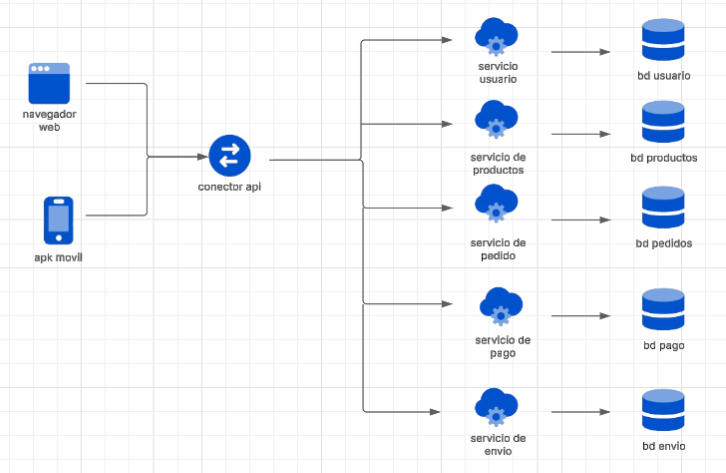 navegador
web
apk movil
conector api
servicio
usuario
bd usuario
servicio de
productos
bd productos
servicio de
pedido
bd pedidos
servicio de
pago
bd pago
servicio de
envio
bd envio